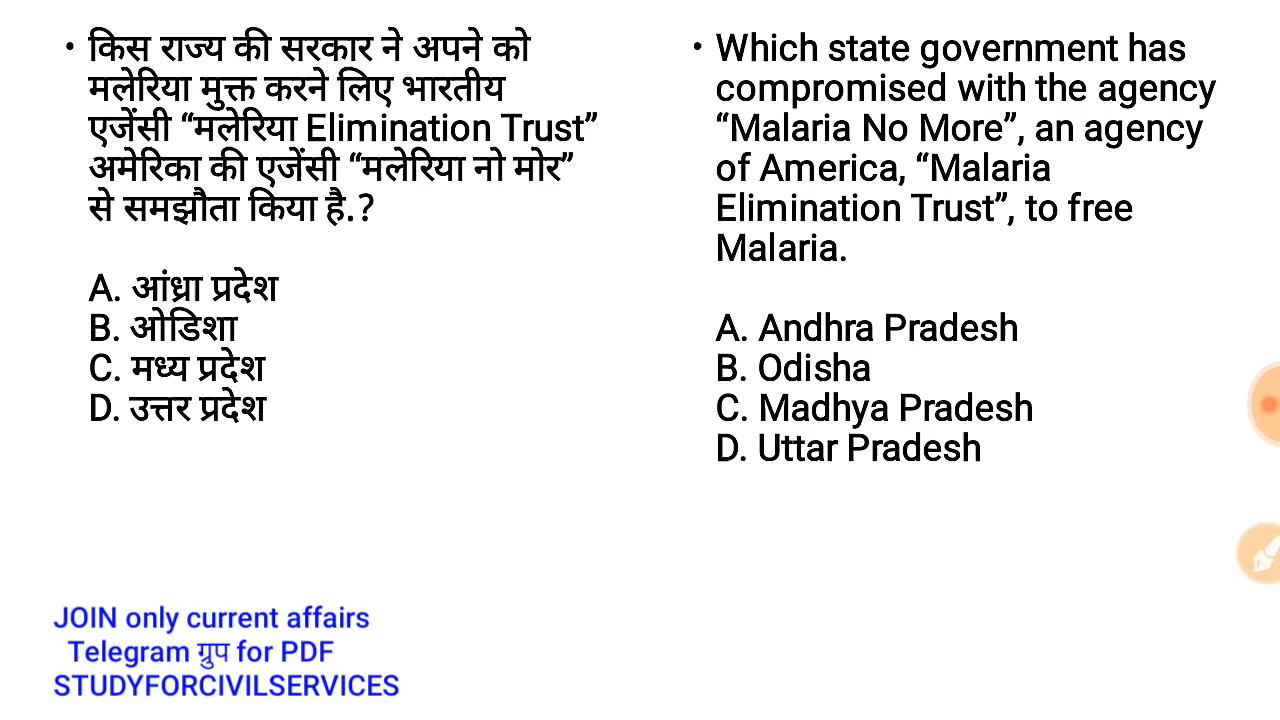 • किस राज्य की सरकार ने अपने को
मलेरिया मुक्त करने लिए भारतीय
एजेंसी “मलेरिया Elimination Trust”
अमेरिका की एजेंसी “मलेरिया नो मोर”
से समझौता किया है.?
A. आंध्रा प्रदेश
B. ओडिशा
C. मध्य प्रदेश
D. उत्तर प्रदेश
• Which state government has
compromised with the agency
“Malaria No More”, an agency
of America, “Malaria
Elimination Trust”, to free
Malaria.
A. Andhra Pradesh
B. Odisha
C. Madhya Pradesh
D. Uttar Pradesh
JOIN only current affairs
Telegram ग्रुप for PDF
STUDYFORCIVILSERVICES